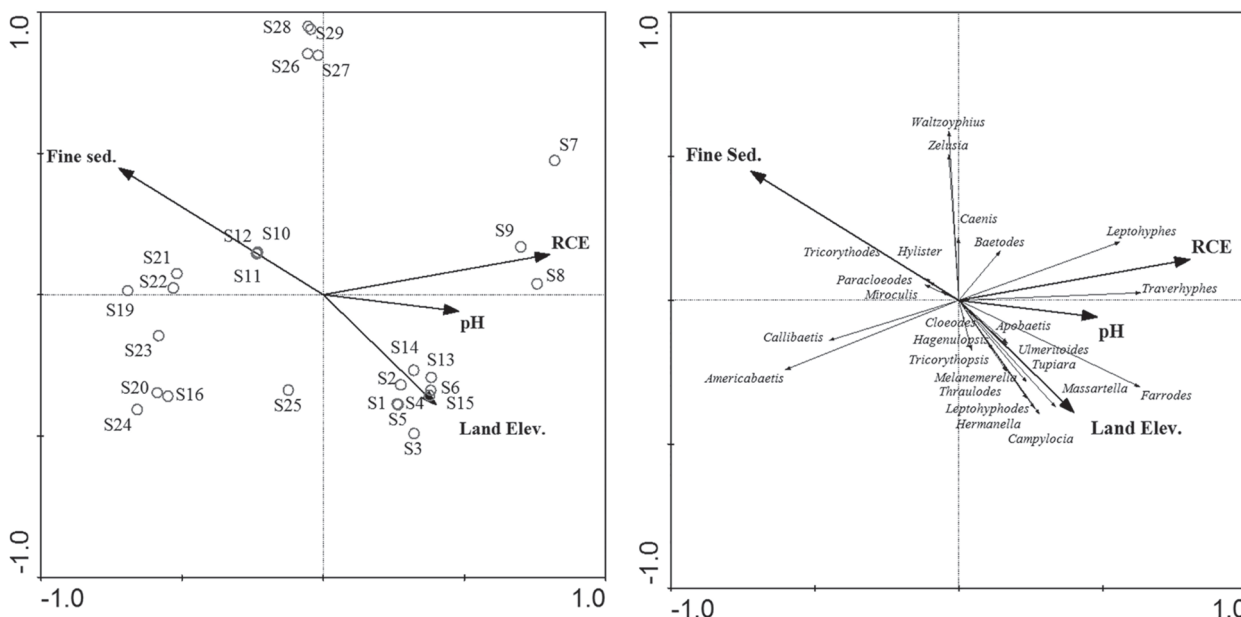 1.0
S28
S29
S26
S27
S7
Fine sed.
S12
S10
S9
RCE
S11
S21
S22
S8
S19
pH
S23
S14
S13
S2
S6
S20
S16
S25
S1
S4
S15
S24
S5
Land Elev.
S3
-1.0
-1.0
1.0
1.0
Waltzoyphius
Fine Sed.
Zelusia
Caenis
Leptohyphes
Tricorythodes
Hylister
Baetodes
RCE
Paracloeodes
Traverhyphes
Miroculis
Cloeodes
Apobaetis
pH
Callibaetis
Hagenulopsis
Ulmeritoides
Tricorythopsis
Tupiara
Americabaetis
Melanemerella
Massartella
Thraulodes
Farrodes
Leptohyphodes
Hermanella
Land Elev.
Campylocia
-1.0
-1.0
1.0